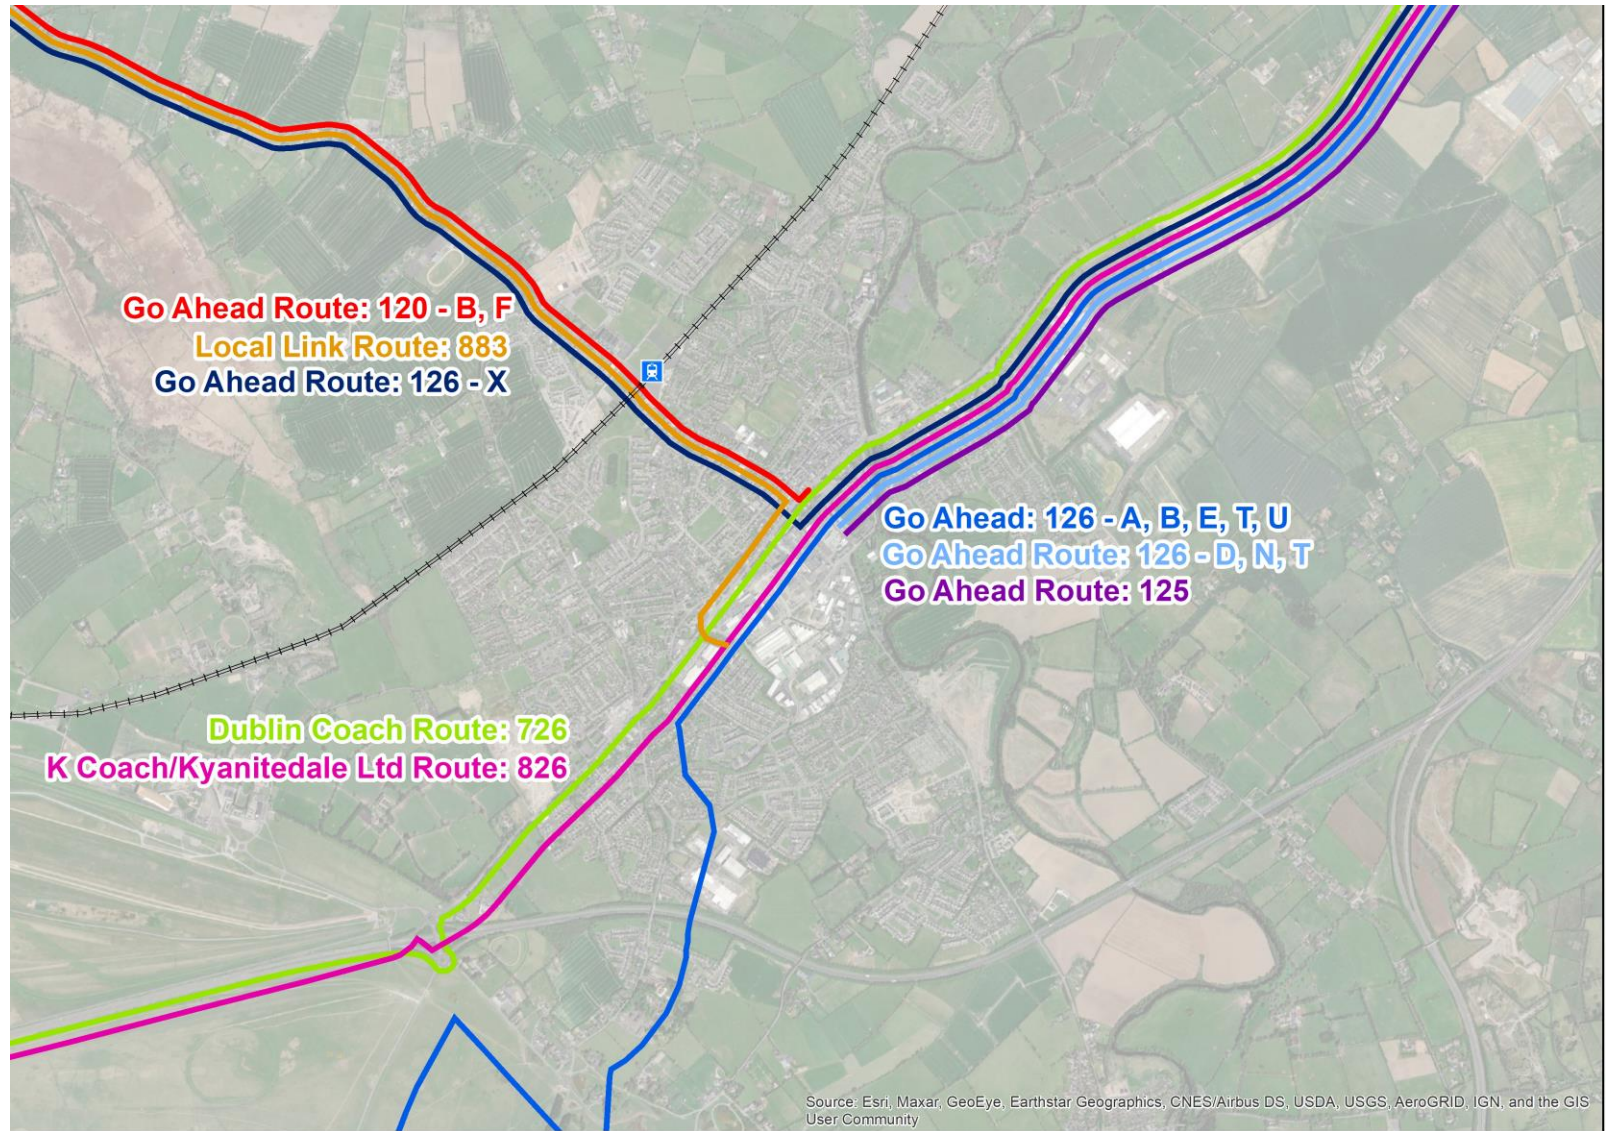 Go Ahead Route: 120 - B, F
Local Link Route: 883
Go Ahead Route: 126 - X
Go Ahead: 126 - A, B, E, T, U
Go Ahead Route: 126 - D, N, T
Go Ahead Route: 125
Dublin Coach Route: 726
K Coach/Kyanitedale Ltd Route: 826
Source: Esri, Maxar, GeoEye, Earthstar Geographics, CNES/Airbus DS, USDA, USGS, AeroGRID, IGN, and the GIS
User Community